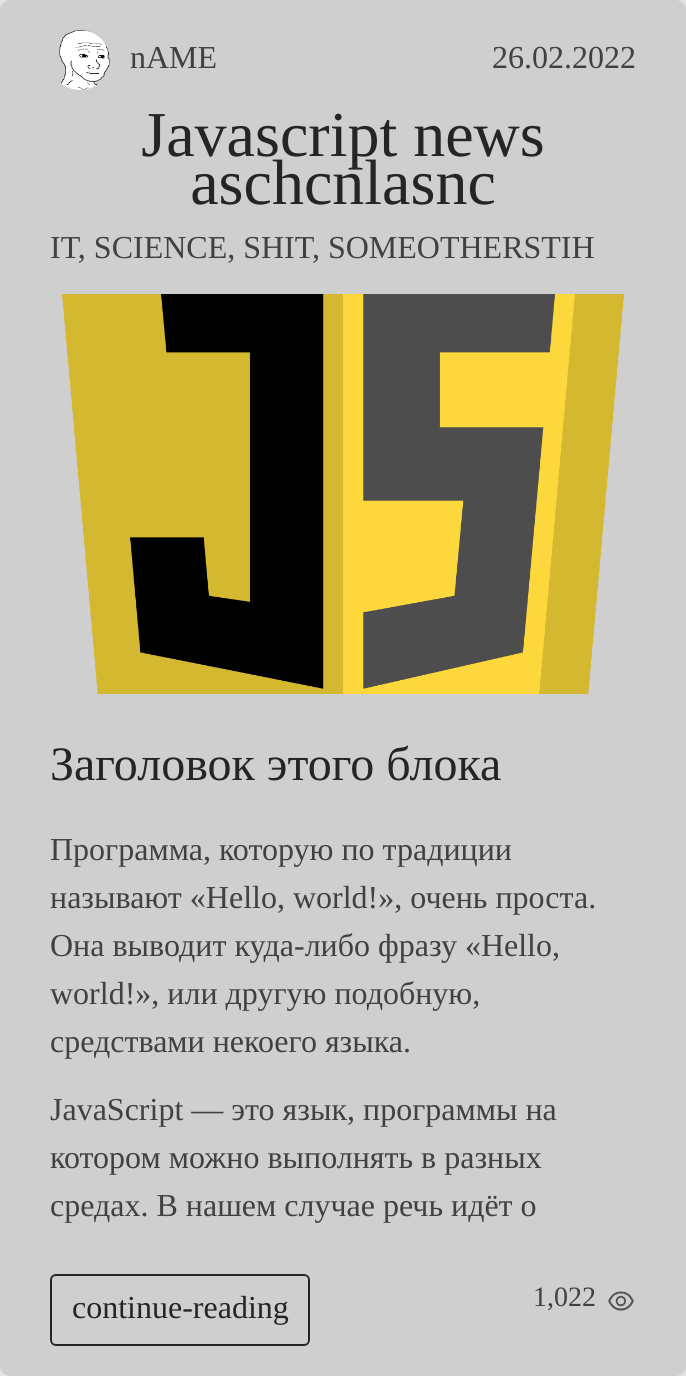 nAME 26.02.2022
Javascript news
aschcnlasnc
IT, SCIENCE, SHIT, SOMEOTHERSTIH
JS
Заголовок этого блока
Программа, которую по традиции
называют «Hello, world!», очень проста.
Она выводит куда-либо фразу «Hello,
world!», или другую подобную,
средствами некоего языка.
JavaScript — это язык, программы на
котором можно выполнять в разных
средах. В нашем случае речь идёт о
continue-reading 1,022